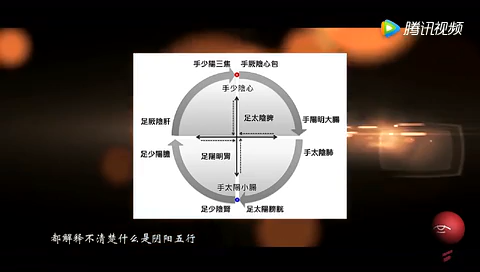 腾讯视频
手少陽三焦 手厥陰心包
手少陰心
足厥陰肝 足太陰脾 手陽明大腸
足少陽膽 足陽明胃 手太陰肺
手太陽小腸
足少陰腎 足太陽膀胱
都解释不清楚什么是阴阳五行